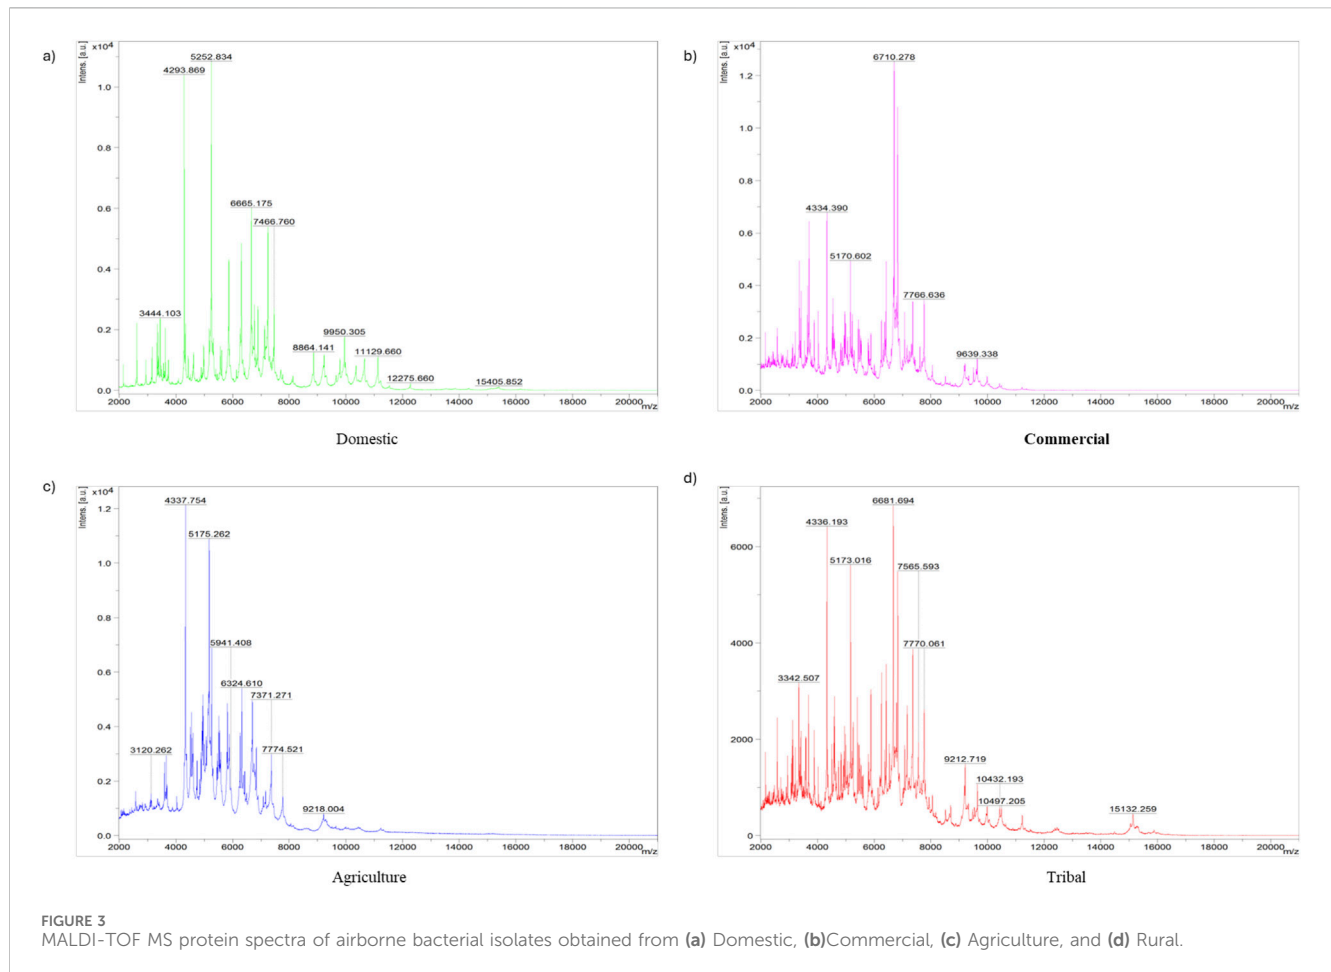 a)
Intens. [a.u.]
x10⁴
5252.834
4293.869
1.0
0.8
0.6
6665.175
7466.760
0.4
3444.103
0.2
9950.305
8864.141
11129.660
12275.660
15405.852
0.0
2000 4000 6000 8000 10000 12000 14000 16000 18000 20000
m/z
Domestic
b)
Intens. [a.u.]
x10⁴
6710.278
1.2
1.0
0.8
4334.390
0.6
5170.602
0.4
7766.636
0.2
9639.338
0.0
2000 4000 6000 8000 10000 12000 14000 16000 18000 20000
m/z
Commercial
c)
Intens. [a.u.]
x10⁴
4337.754
1.2
5175.262
1.0
0.8
5941.408
0.6
6324.610
7371.271
0.4
3120.262
7774.521
0.2
9218.004
0.0
2000 4000 6000 8000 10000 12000 14000 16000 18000 20000
m/z
Agriculture
d)
Intens. [a.u.]
6681.694
4336.193
6000
5173.016
7565.593
4000
7770.061
3342.507
2000
9212.719
10432.193
10497.205
15132.259
0
2000 4000 6000 8000 10000 12000 14000 16000 18000 20000
m/z
Tribal
FIGURE 3
MALDI-TOF MS protein spectra of airborne bacterial isolates obtained from (a) Domestic, (b)Commercial, (c) Agriculture, and (d) Rural.